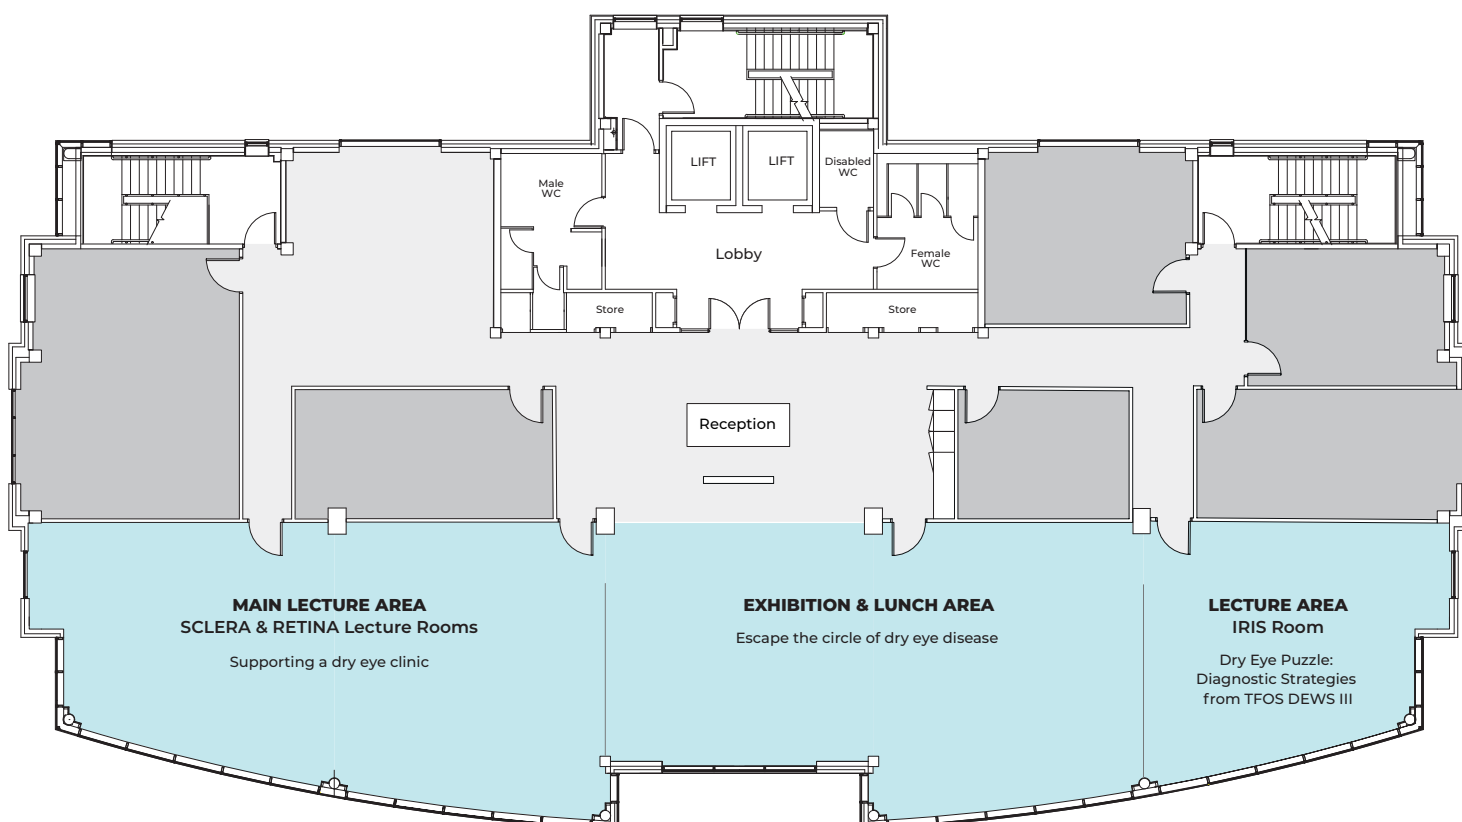 LIFT
LIFT
Disabled
WC
Male
WC
Lobby
Female
WC
Store
Store
Reception
MAIN LECTURE AREA
SCLERA & RETINA Lecture Rooms
Supporting a dry eye clinic
EXHIBITION & LUNCH AREA
Escape the circle of dry eye disease
LECTURE AREA
IRIS Room
Dry Eye Puzzle:
Diagnostic Strategies
from TFOS DEWS III